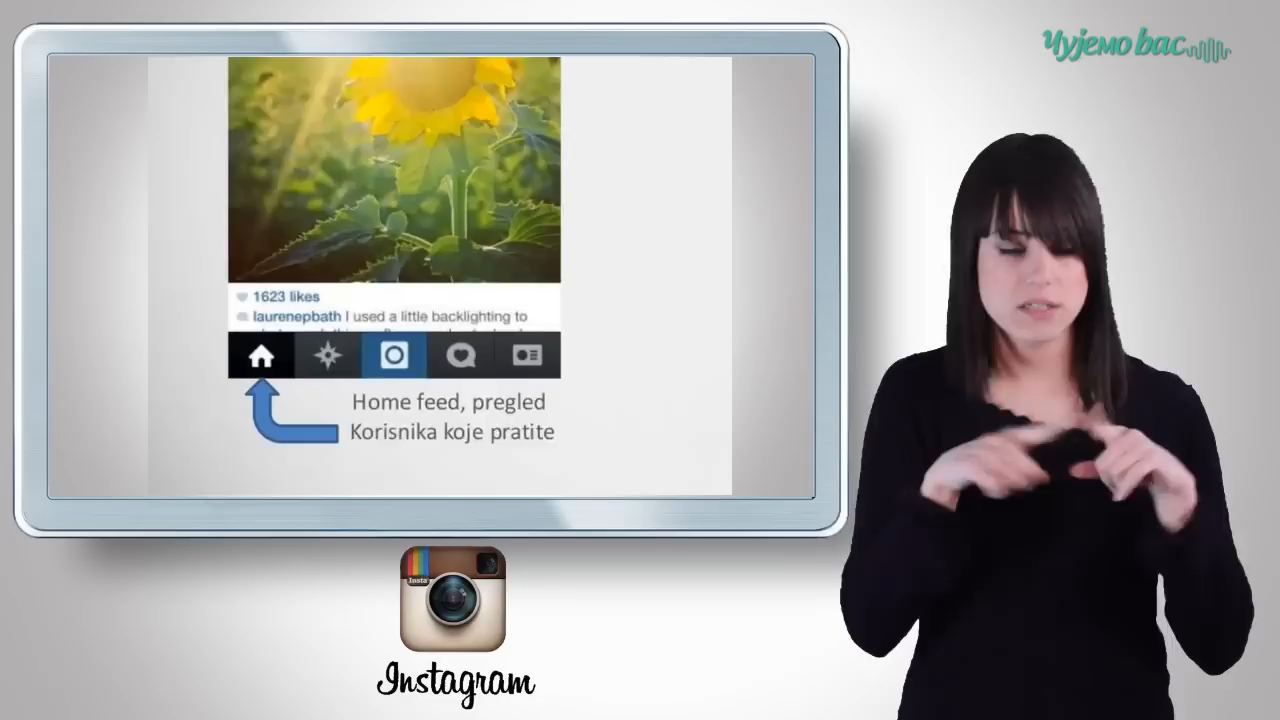 Чујемо вас
1623 likes
laurenepbath I used a little backlighting to
Home feed, pregled
Korisnika koje pratite
Insta
Instagram